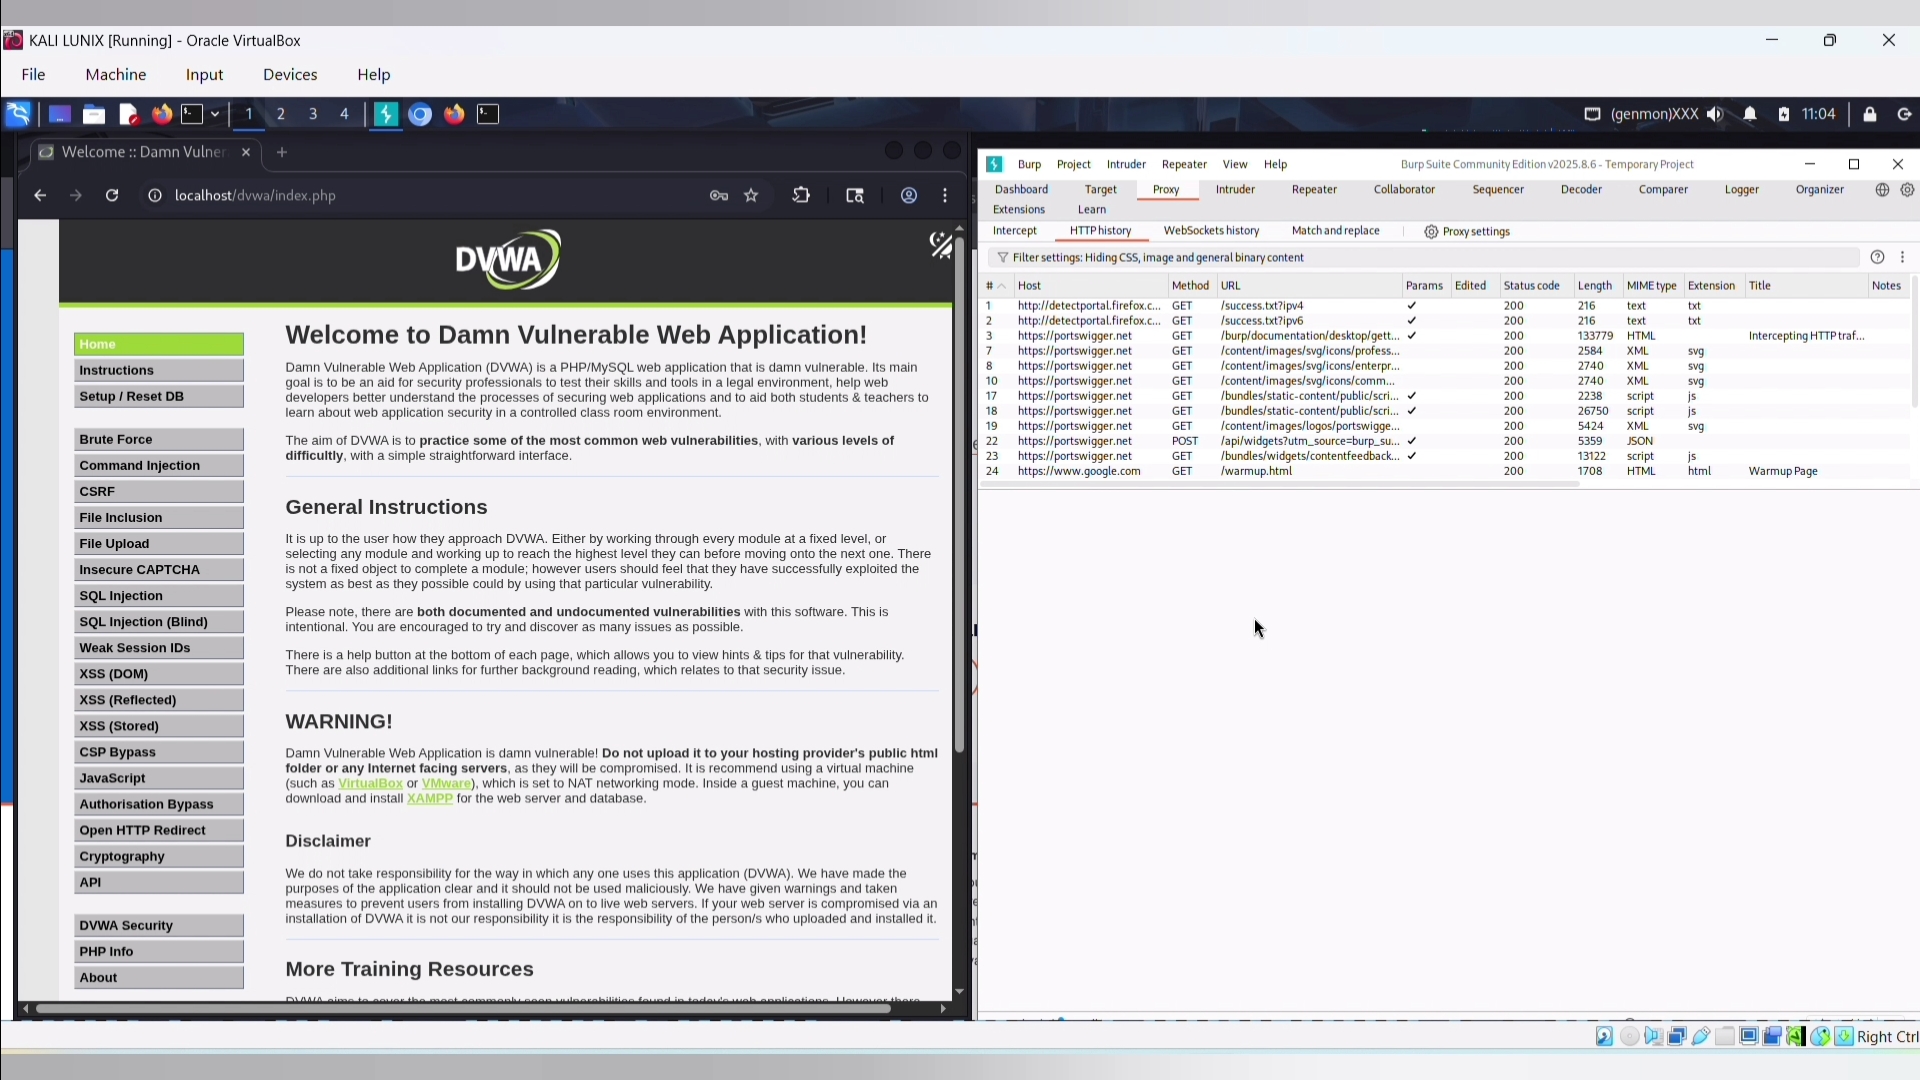 KALI LUNIX [Running] - Oracle VirtualBox
File Machine Input Devices Help
1 2 3 4 (genmon)XXX 11:04
Welcome :: Damn Vulner
localhost/dvwa/index.php
DVWA
Home
Instructions
Setup / Reset DB
Brute Force
Command Injection
CSRF
File Inclusion
File Upload
Insecure CAPTCHA
SQL Injection
SQL Injection (Blind)
Weak Session IDs
XSS (DOM)
XSS (Reflected)
XSS (Stored)
CSP Bypass
JavaScript
Authorisation Bypass
Open HTTP Redirect
Cryptography
API
DVWA Security
PHP Info
About
Welcome to Damn Vulnerable Web Application!
Damn Vulnerable Web Application (DVWA) is a PHP/MySQL web application that is damn vulnerable. Its main
goal is to be an aid for security professionals to test their skills and tools in a legal environment, help web
developers better understand the processes of securing web applications and to aid both students & teachers to
learn about web application security in a controlled class room environment.
The aim of DVWA is to practice some of the most common web vulnerabilities, with various levels of
difficultly, with a simple straightforward interface.
General Instructions
It is up to the user how they approach DVWA. Either by working through every module at a fixed level, or
selecting any module and working up to reach the highest level they can before moving onto the next one. There
is not a fixed object to complete a module; however users should feel that they have successfully exploited the
system as best as they possible could by using that particular vulnerability.
Please note, there are both documented and undocumented vulnerabilities with this software. This is
intentional. You are encouraged to try and discover as many issues as possible.
There is a help button at the bottom of each page, which allows you to view hints & tips for that vulnerability.
There are also additional links for further background reading, which relates to that security issue.
WARNING!
Damn Vulnerable Web Application is damn vulnerable! Do not upload it to your hosting provider's public html
folder or any Internet facing servers, as they will be compromised. It is recommend using a virtual machine
(such as VirtualBox or VMware), which is set to NAT networking mode. Inside a guest machine, you can
download and install XAMPP for the web server and database.
Disclaimer
We do not take responsibility for the way in which any one uses this application (DVWA). We have made the
purposes of the application clear and it should not be used maliciously. We have given warnings and taken
measures to prevent users from installing DVWA on to live web servers. If your web server is compromised via an
installation of DVWA it is not our responsibility it is the responsibility of the person/s who uploaded and installed it.
More Training Resources
DVWA aims to cover the most commonly seen vulnerabilities found in today's web applications. However there
Burp Project Intruder Repeater View Help Burp Suite Community Edition v2025.8.6 - Temporary Project
Dashboard Target Proxy Intruder Repeater Collaborator Sequencer Decoder Comparer Logger Organizer
Extensions Learn
Intercept HTTP history WebSockets history Match and replace Proxy settings
Filter settings: Hiding CSS, image and general binary content
# Host Method URL Params Edited Status code Length MIME type Extension Title Notes
1 http://detectportal.firefox.c... GET /success.txt?ipv4 ✓ 200 216 text txt
2 http://detectportal.firefox.c... GET /success.txt?ipv6 ✓ 200 216 text txt
3 https://portswigger.net GET /burp/documentation/desktop/gett... ✓ 200 133779 HTML Intercepting HTTP traf...
7 https://portswigger.net GET /content/images/svg/icons/profess... 200 2584 XML svg
8 https://portswigger.net GET /content/images/svg/icons/enterpr... 200 2740 XML svg
10 https://portswigger.net GET /content/images/svg/icons/comm... 200 2740 XML svg
17 https://portswigger.net GET /bundles/static-content/public/scri... ✓ 200 2238 script js
18 https://portswigger.net GET /bundles/static-content/public/scri... ✓ 200 26750 script js
19 https://portswigger.net GET /content/images/logos/portswigge... 200 5424 XML svg
22 https://portswigger.net POST /api/widgets?utm_source=burp_su... ✓ 200 5359 JSON
23 https://portswigger.net GET /bundles/widgets/contentfeedback... ✓ 200 13122 script js
24 https://www.google.com GET /warmup.html 200 1708 HTML html Warmup Page
Right Ctrl